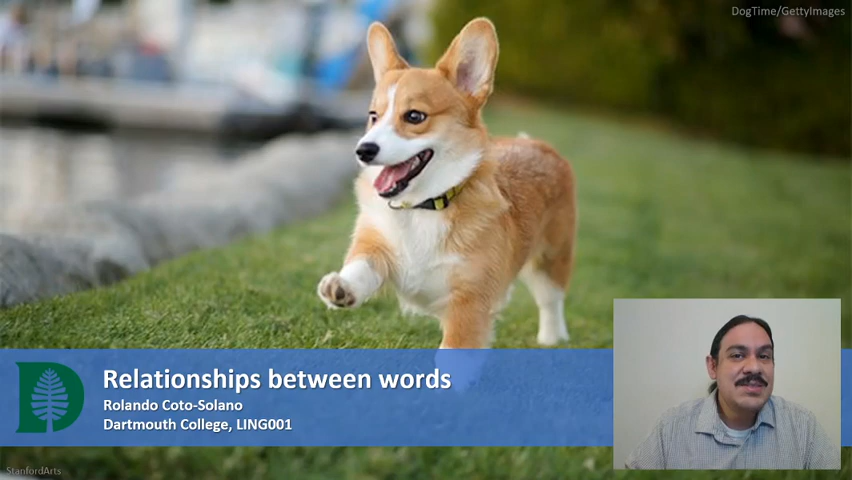 DogTime/GettyImages
Relationships between words
Rolando Coto-Solano
Dartmouth College, LING001
StanfordArts